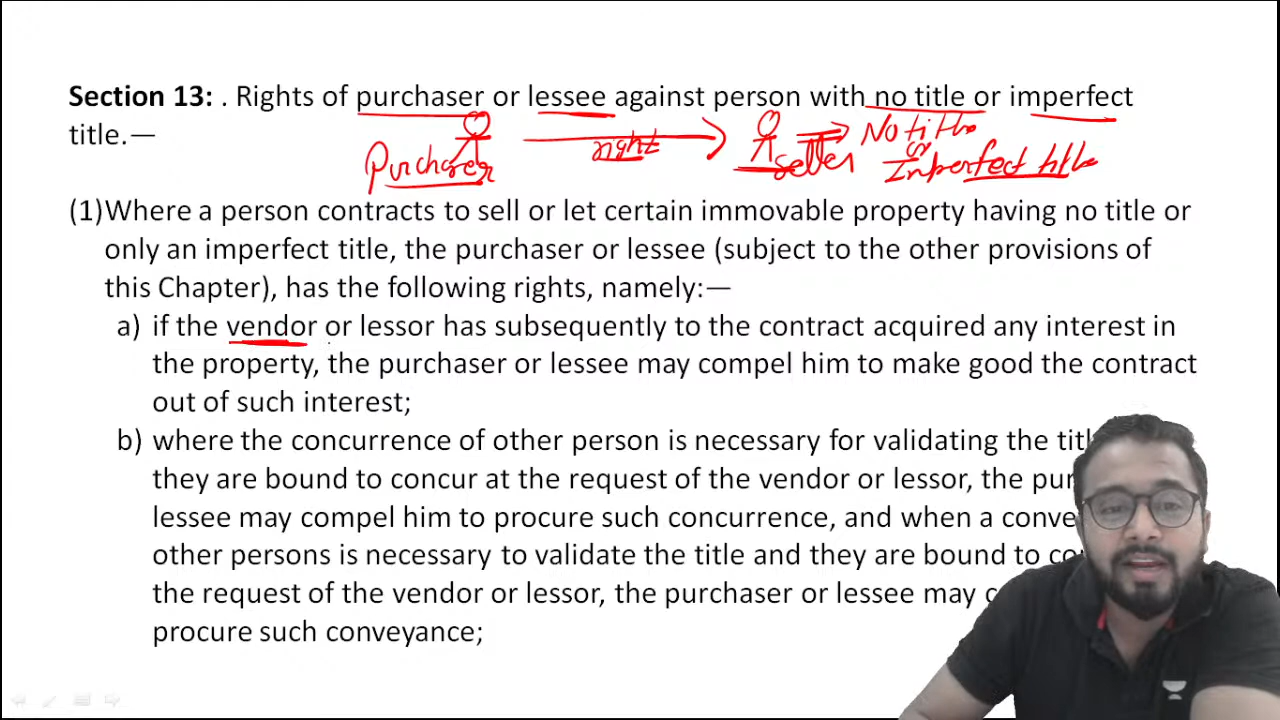 Section 13: . Rights of purchaser or lessee against person with no title or imperfect
title.—
Purchaser right seller No title
or
Imperfect title
(1)Where a person contracts to sell or let certain immovable property having no title or
only an imperfect title, the purchaser or lessee (subject to the other provisions of
this Chapter), has the following rights, namely:—
a) if the vendor or lessor has subsequently to the contract acquired any interest in
the property, the purchaser or lessee may compel him to make good the contract
out of such interest;
b) where the concurrence of other person is necessary for validating the
they are bound to concur at the request of the vendor or lessor, the
lessee may compel him to procure such concurrence, and when a
other persons is necessary to validate the title and they are bound to
the request of the vendor or lessor, the purchaser or lessee may
procure such conveyance;